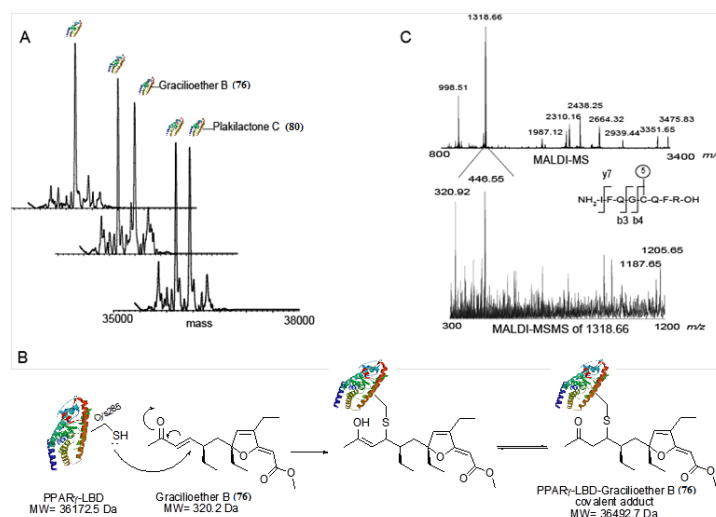 A
Gracilioether B (76)
Plakilactone C (80)
35000
mass
38000
C
1318.66
998.51
1987.12
2310.16
2438.25
2664.32
2939.44
3351.65
3475.83
800
MALDI-MS
3400
m/z
320.92
446.55
y7
5
NH2-I-F-Q-G-C-Q-F-R-OH
b3 b4
1205.65
1187.65
300
MALDI-MSMS of 1318.66
1200 m/z
B
Cys285
SH
O
O
O
O
PPARγ-LBD
MW= 36172.5 Da
Gracilioether B (76)
MW= 320.2 Da
OH
S
O
O
O
O
S
O
O
O
PPARγ-LBD-Gracilioether B (76)
covalent adduct
MW= 36492.7 Da